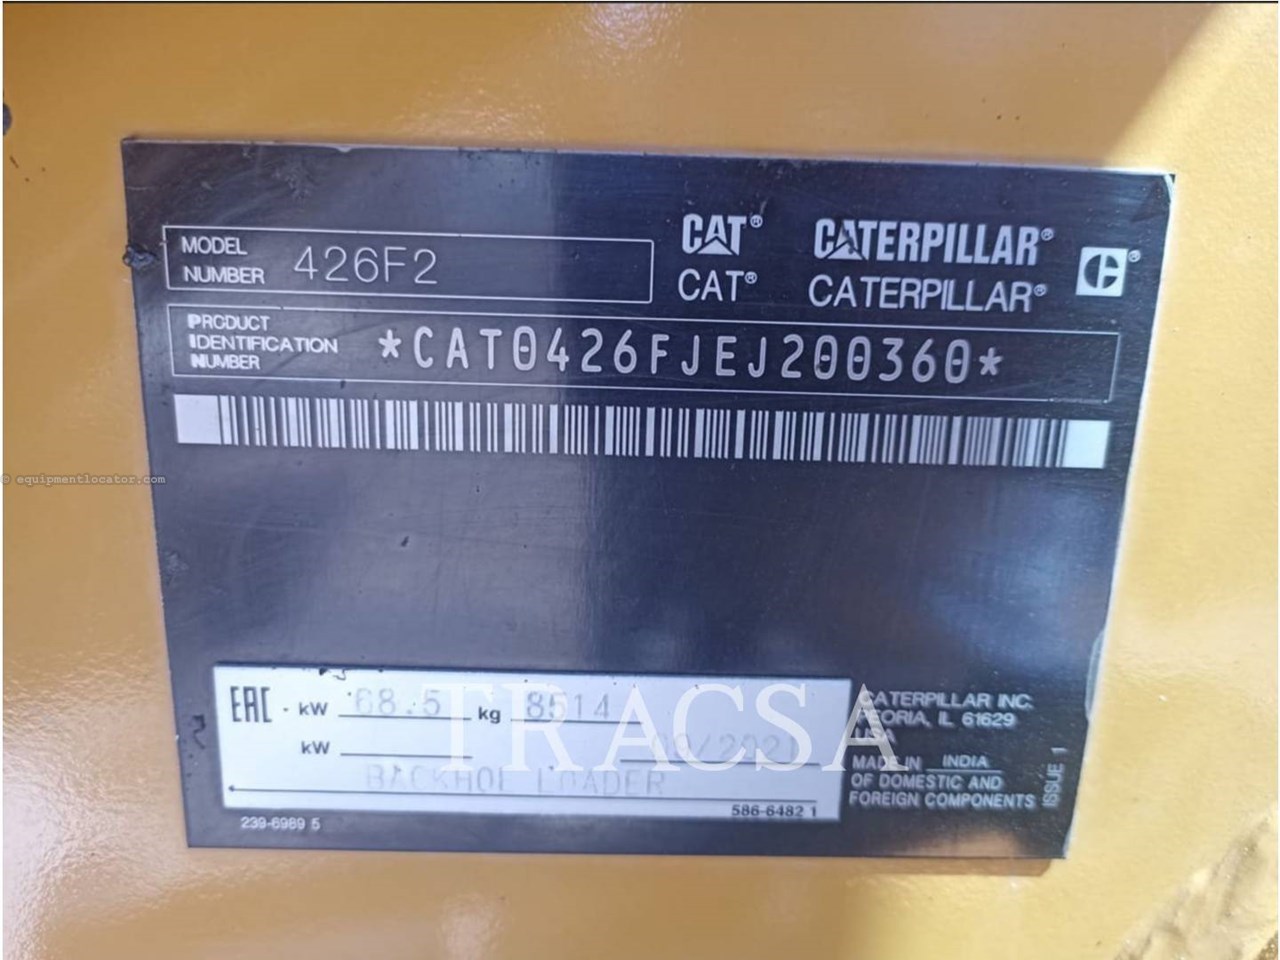 MODEL
NUMBER 426F2
CAT® CATERPILLAR®
CAT® CATERPILLAR®
PRODUCT
IDENTIFICATION
NUMBER
*CAT0426FJEJ200360*
© equipmentlocator.com
EAC
kW 68.5 kg 8514
kW 09/2021
BACKHOE LOADER
586-6482 1
239-6989 5
TRACSA
CATERPILLAR INC.
PEORIA, IL 61629
USA
MADE IN INDIA
OF DOMESTIC AND
FOREIGN COMPONENTS
ISSUE 1